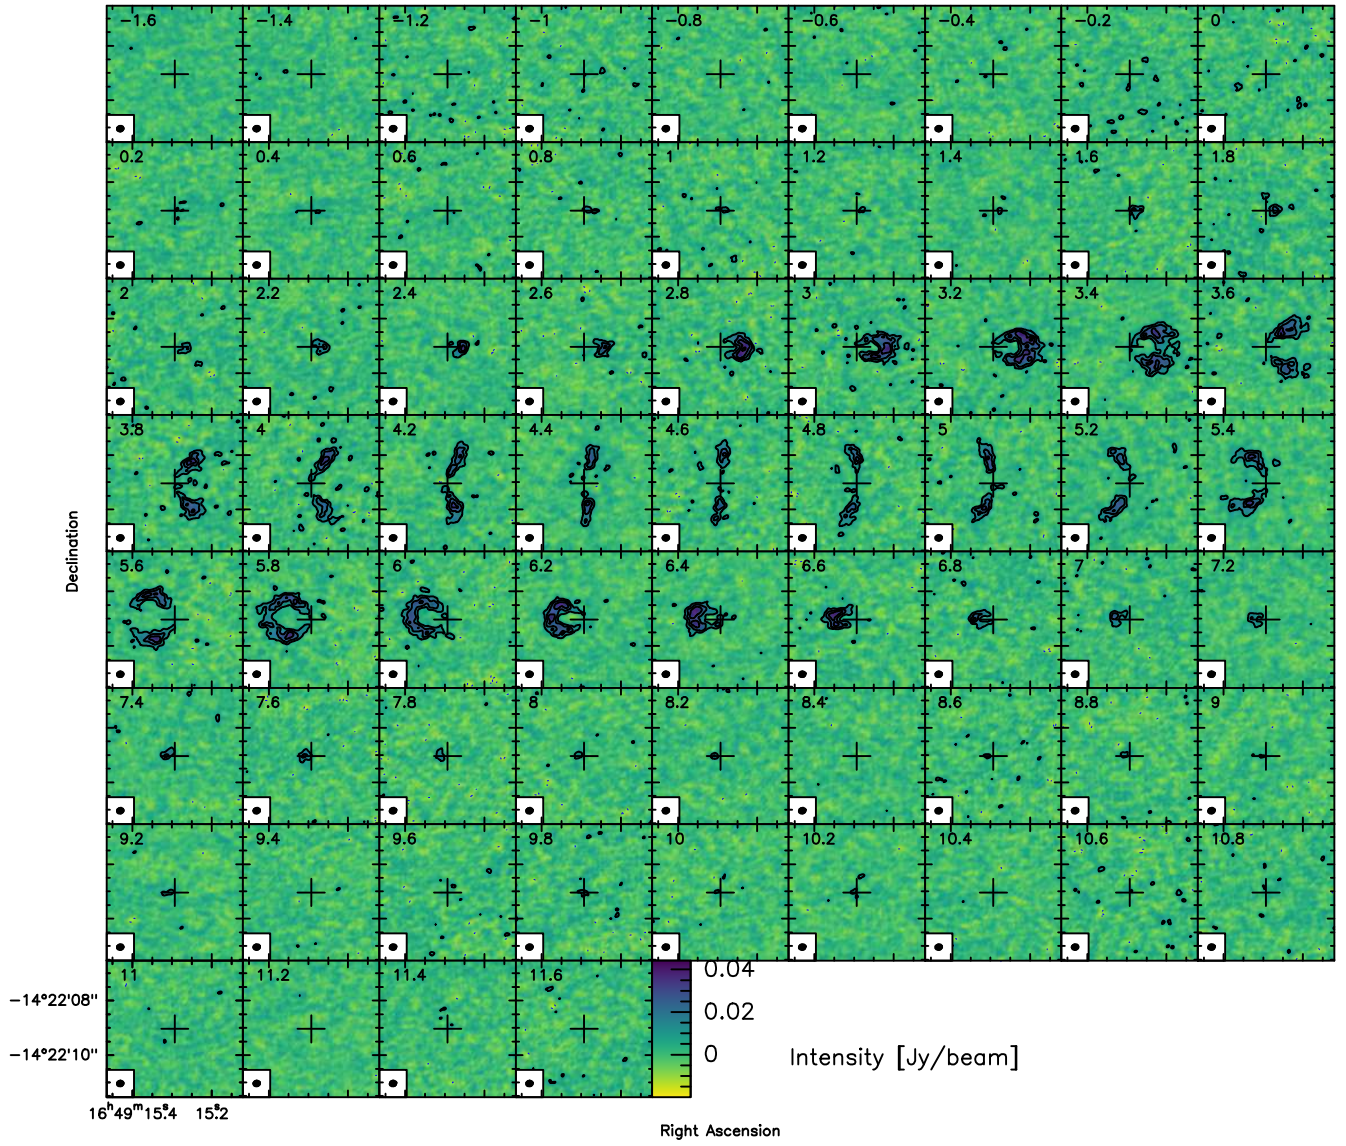 −1.6 −1.4 −1.2 −1 −0.8 −0.6 −0.4 −0.2 0
0.2 0.4 0.6 0.8 1 1.2 1.4 1.6 1.8
2 2.2 2.4 2.6 2.8 3 3.2 3.4 3.6
3.8 4 4.2 4.4 4.6 4.8 5 5.2 5.4
Declination
5.6 5.8 6 6.2 6.4 6.6 6.8 7 7.2
7.4 7.6 7.8 8 8.2 8.4 8.6 8.8 9
9.2 9.4 9.6 9.8 10 10.2 10.4 10.6 10.8
11 11.2 11.4 11.6 0.04
−14°22'08"
0.02
−14°22'10" 0
Intensity [Jy/beam]
16ʰ49ᵐ15ˢ.4 15ˢ.2
Right Ascension